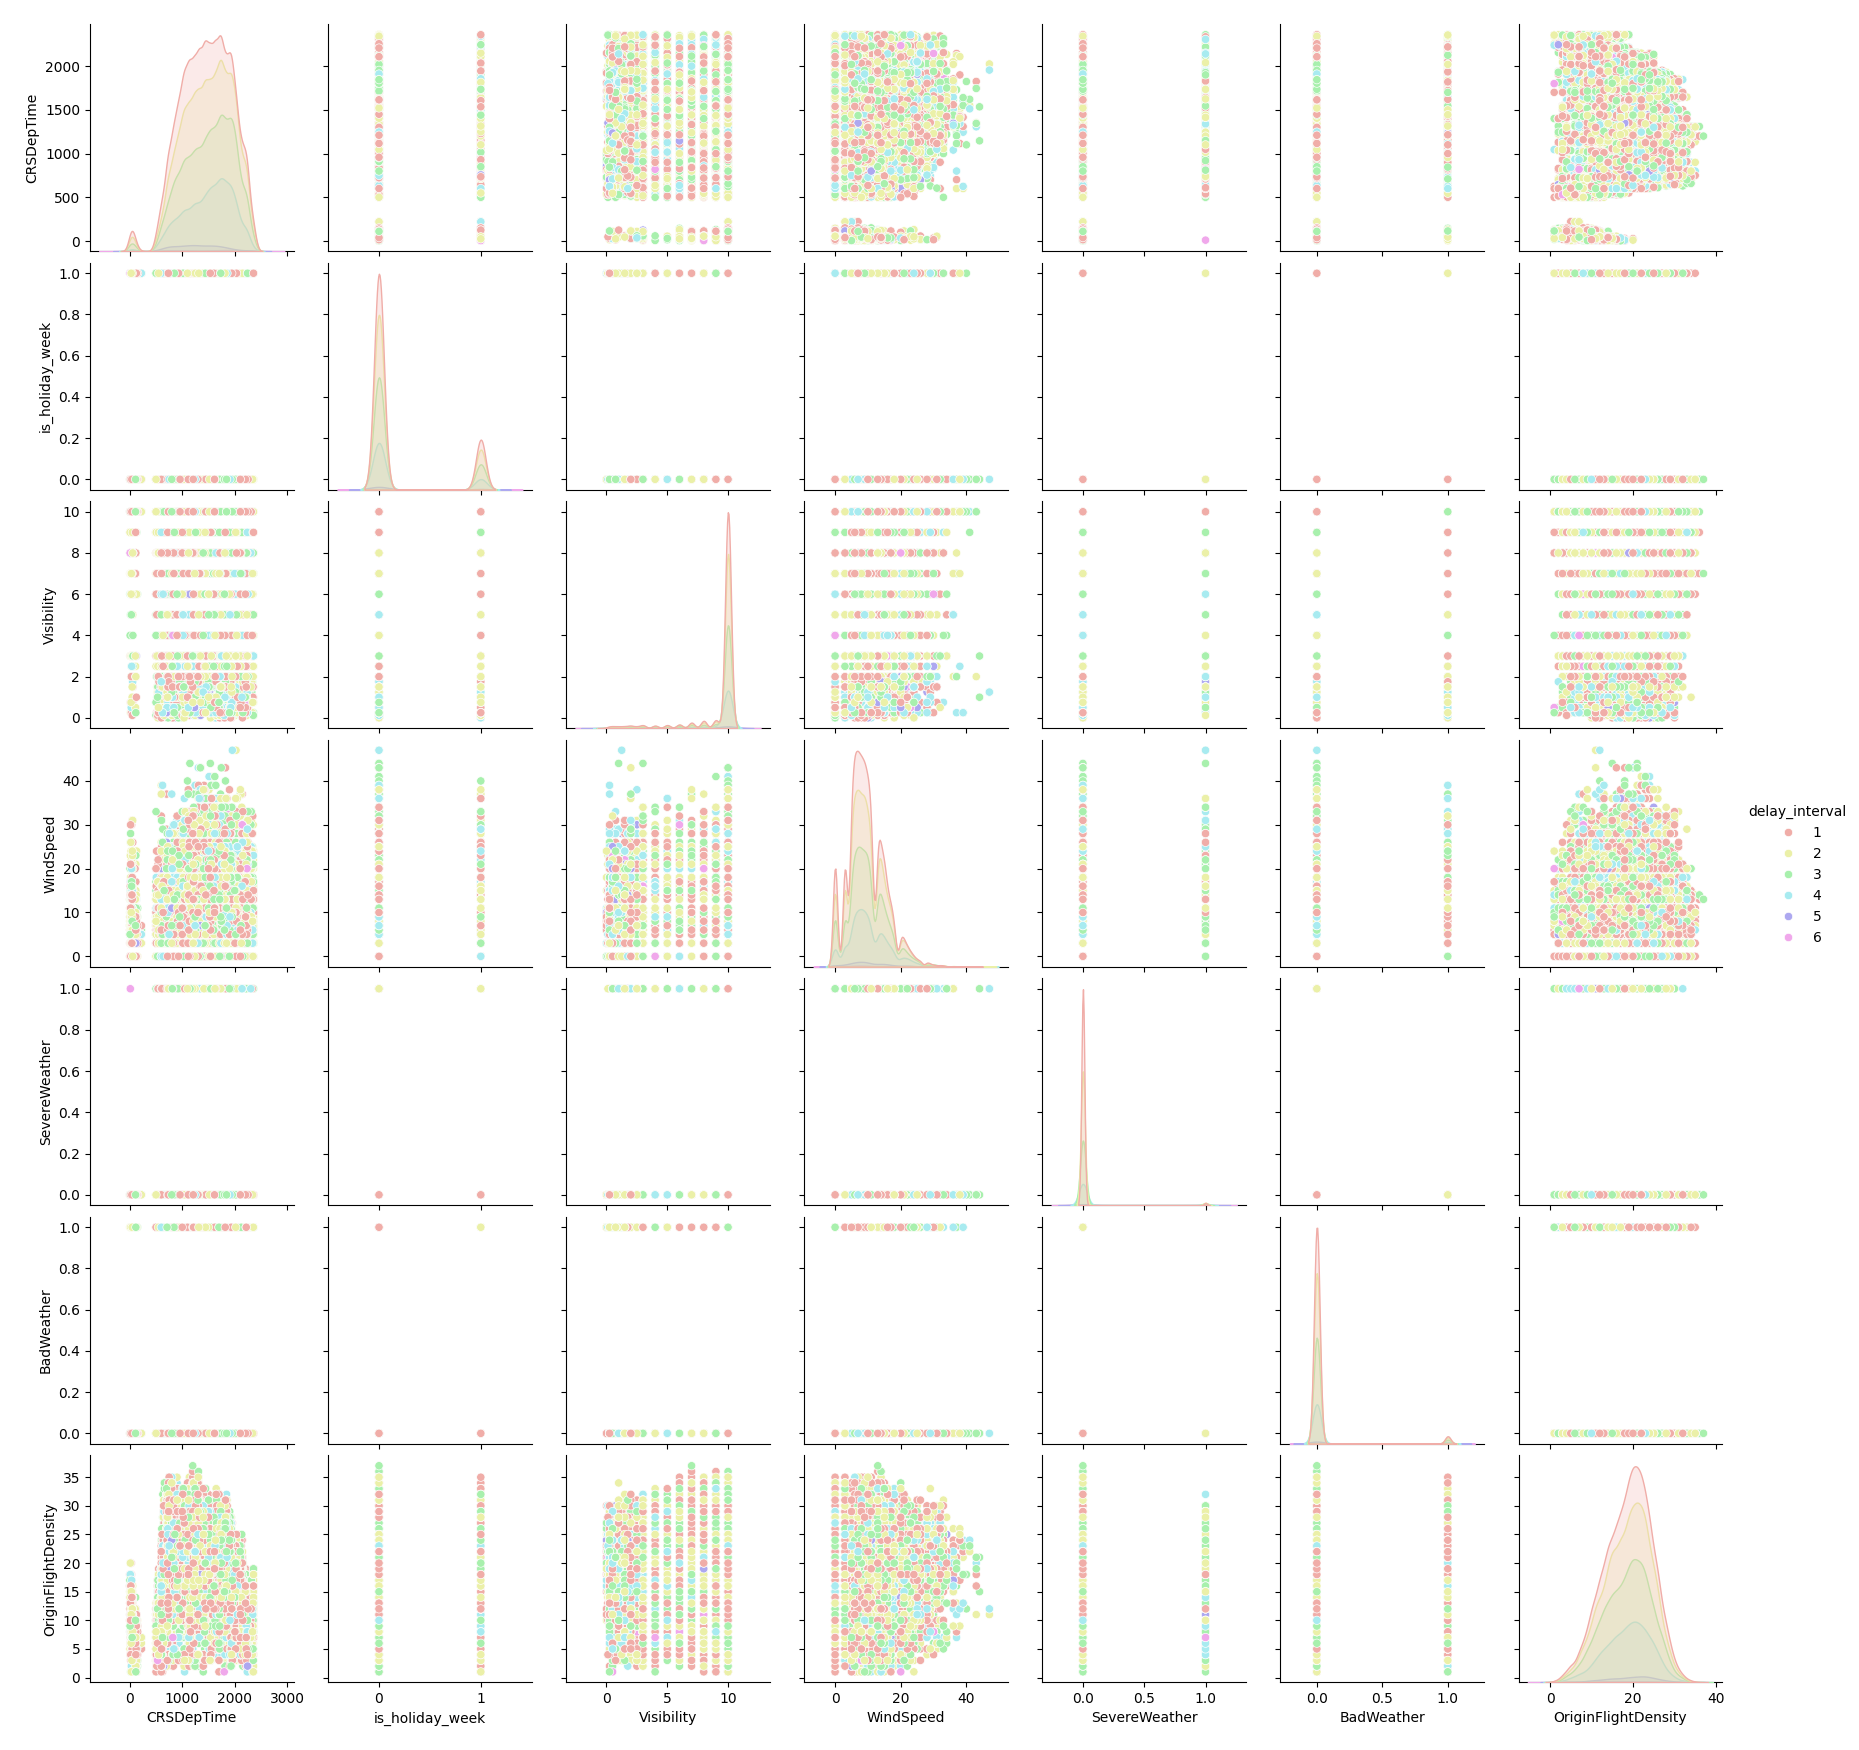 2000
1500
1000
500
0
CRSDepTime
1.0
0.8
0.6
0.4
0.2
0.0
is_holiday_week
10
8
6
4
2
0
Visibility
40
30
20
10
0
WindSpeed
delay_interval
1
2
3
4
5
6
1.0
0.8
0.6
0.4
0.2
0.0
SevereWeather
1.0
0.8
0.6
0.4
0.2
0.0
BadWeather
35
30
25
20
15
10
5
0
OriginFlightDensity
0 1000 2000 3000
CRSDepTime
0 1
is_holiday_week
0 5 10
Visibility
0 20 40
WindSpeed
0.0 0.5 1.0
SevereWeather
0.0 0.5 1.0
BadWeather
0 20 40
OriginFlightDensity